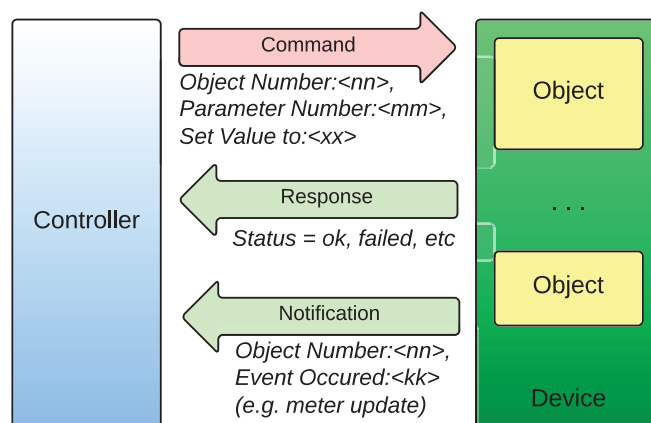 Command
Object Number:<nn>,
Parameter Number:<mm>,
Set Value to:<xx>
Object
Response
. . .
Controller
Status = ok, failed, etc
Object
Notification
Object Number:<nn>,
Event Occured:<kk>
(e.g. meter update)
Device